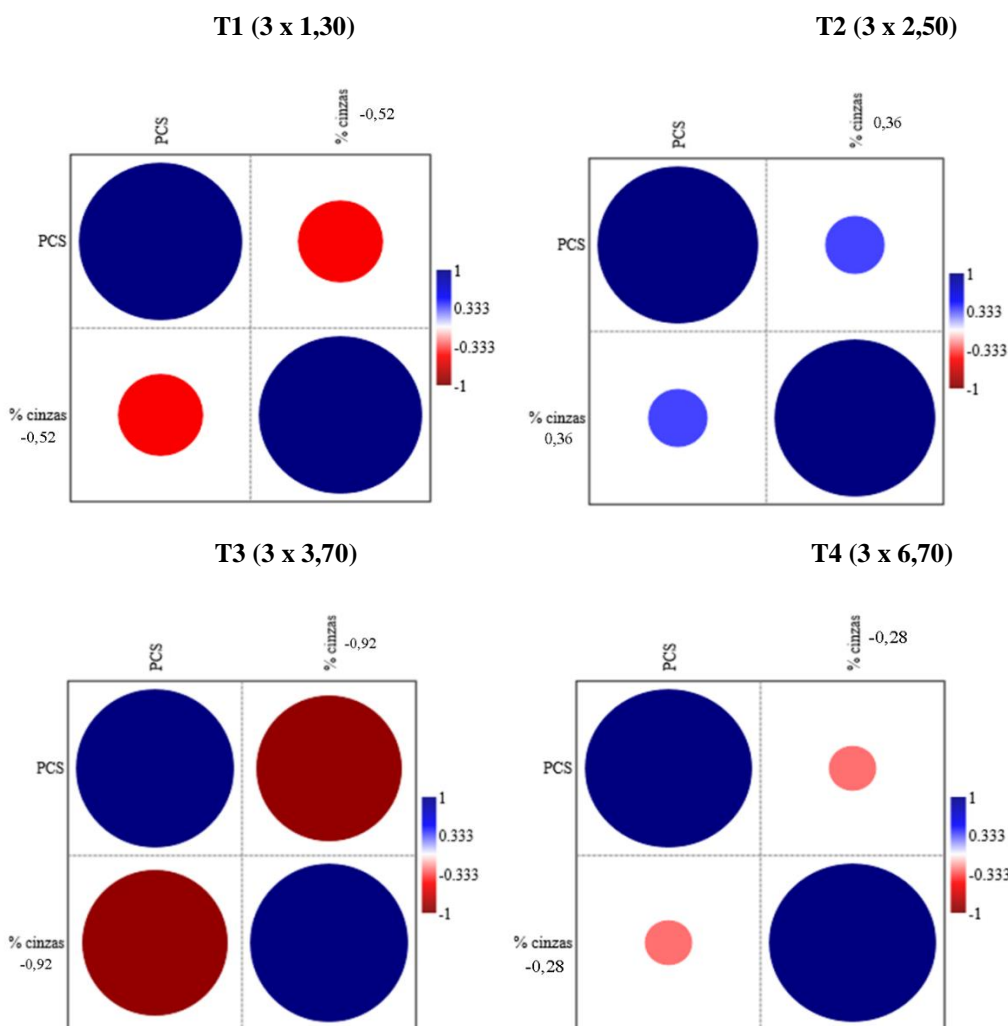 T1 (3 x 1,30)
PCS
% cinzas
-0,52
PCS
1
0.333
-0.333
-1
% cinzas
-0,52
T2 (3 x 2,50)
PCS
% cinzas
0,36
PCS
1
0.333
-0.333
-1
% cinzas
0,36
T3 (3 x 3,70)
PCS
% cinzas
-0,92
PCS
1
0.333
-0.333
-1
% cinzas
-0,92
T4 (3 x 6,70)
PCS
% cinzas
-0,28
PCS
1
0.333
-0.333
-1
% cinzas
-0,28